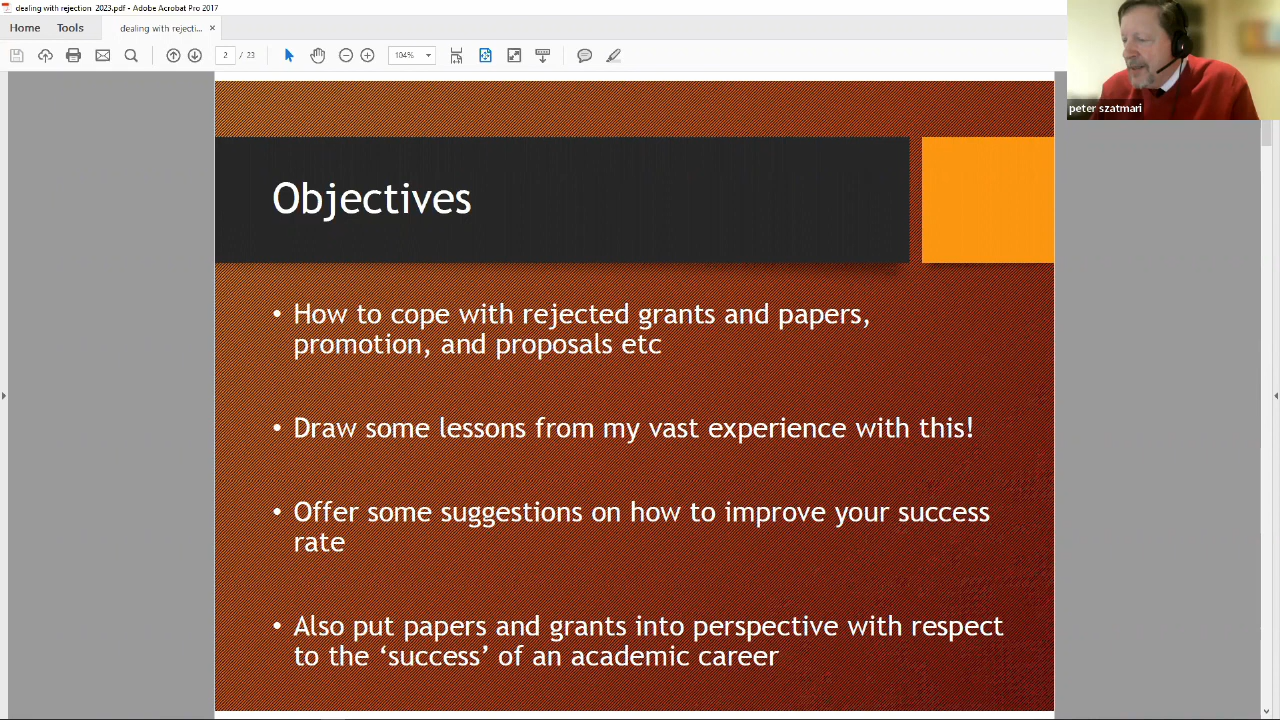 dealing with rejection 2023.pdf - Adobe Acrobat Pro 2017
Home Tools dealing with rejecti... ×
2 / 23 104%
peter szatmari
Objectives
• How to cope with rejected grants and papers,
promotion, and proposals etc
• Draw some lessons from my vast experience with this!
• Offer some suggestions on how to improve your success
rate
• Also put papers and grants into perspective with respect
to the ‘success’ of an academic career